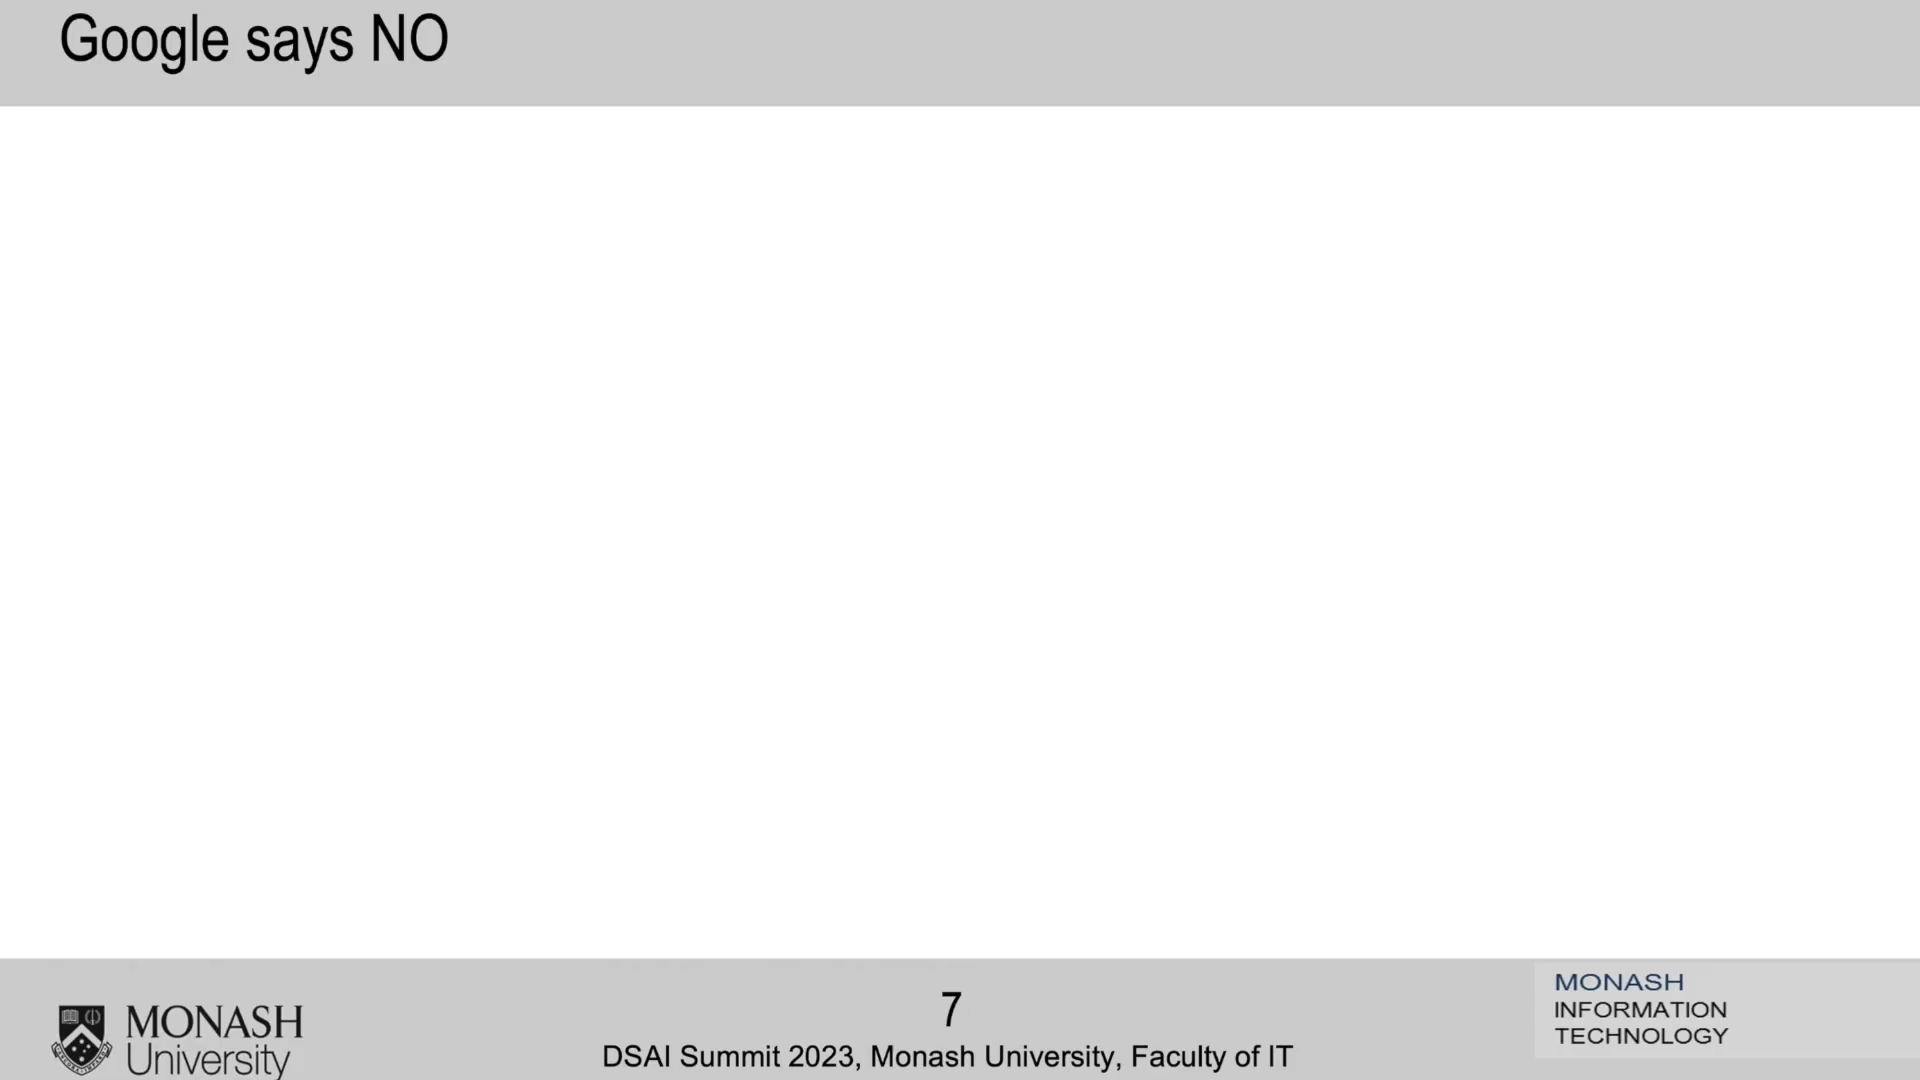 Google says NO
MONASH
University
7
DSAI Summit 2023, Monash University, Faculty of IT
MONASH
INFORMATION
TECHNOLOGY